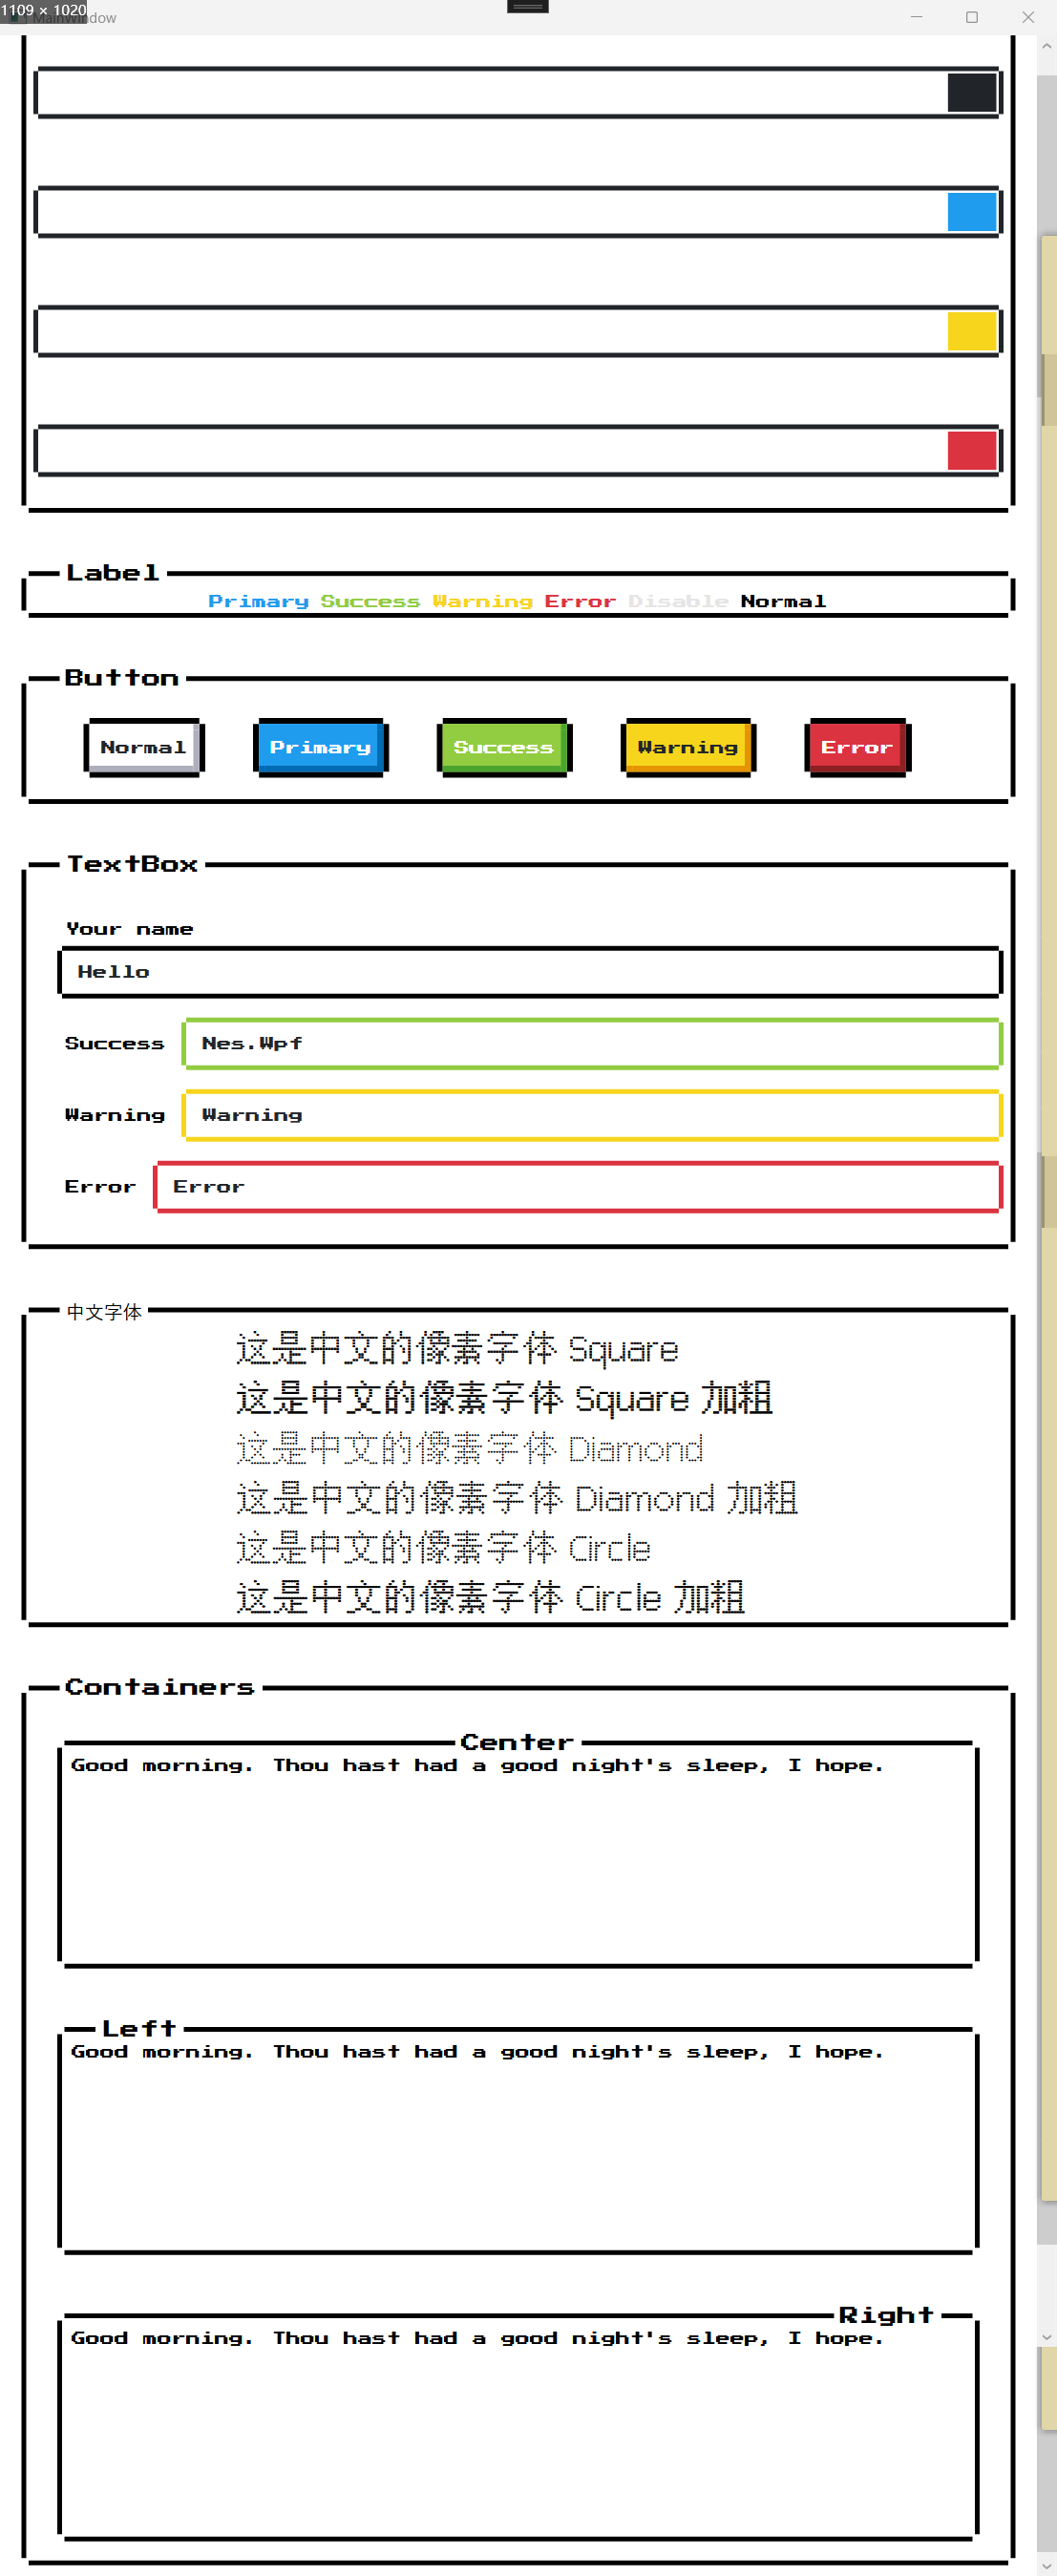 1109 × 1020
MainWindow
Label
Primary Success Warning Error Disable Normal
Button
Normal Primary Success Warning Error
TextBox
Your name
Hello
Success Nes.Wpf
Warning Warning
Error Error
中文字体
这是中文的像素字体 Square
这是中文的像素字体 Square 加粗
这是中文的像素字体 Diamond
这是中文的像素字体 Diamond 加粗
这是中文的像素字体 Circle
这是中文的像素字体 Circle 加粗
Containers
Center
Good morning. Thou hast had a good night's sleep, I hope.
Left
Good morning. Thou hast had a good night's sleep, I hope.
Right
Good morning. Thou hast had a good night's sleep, I hope.